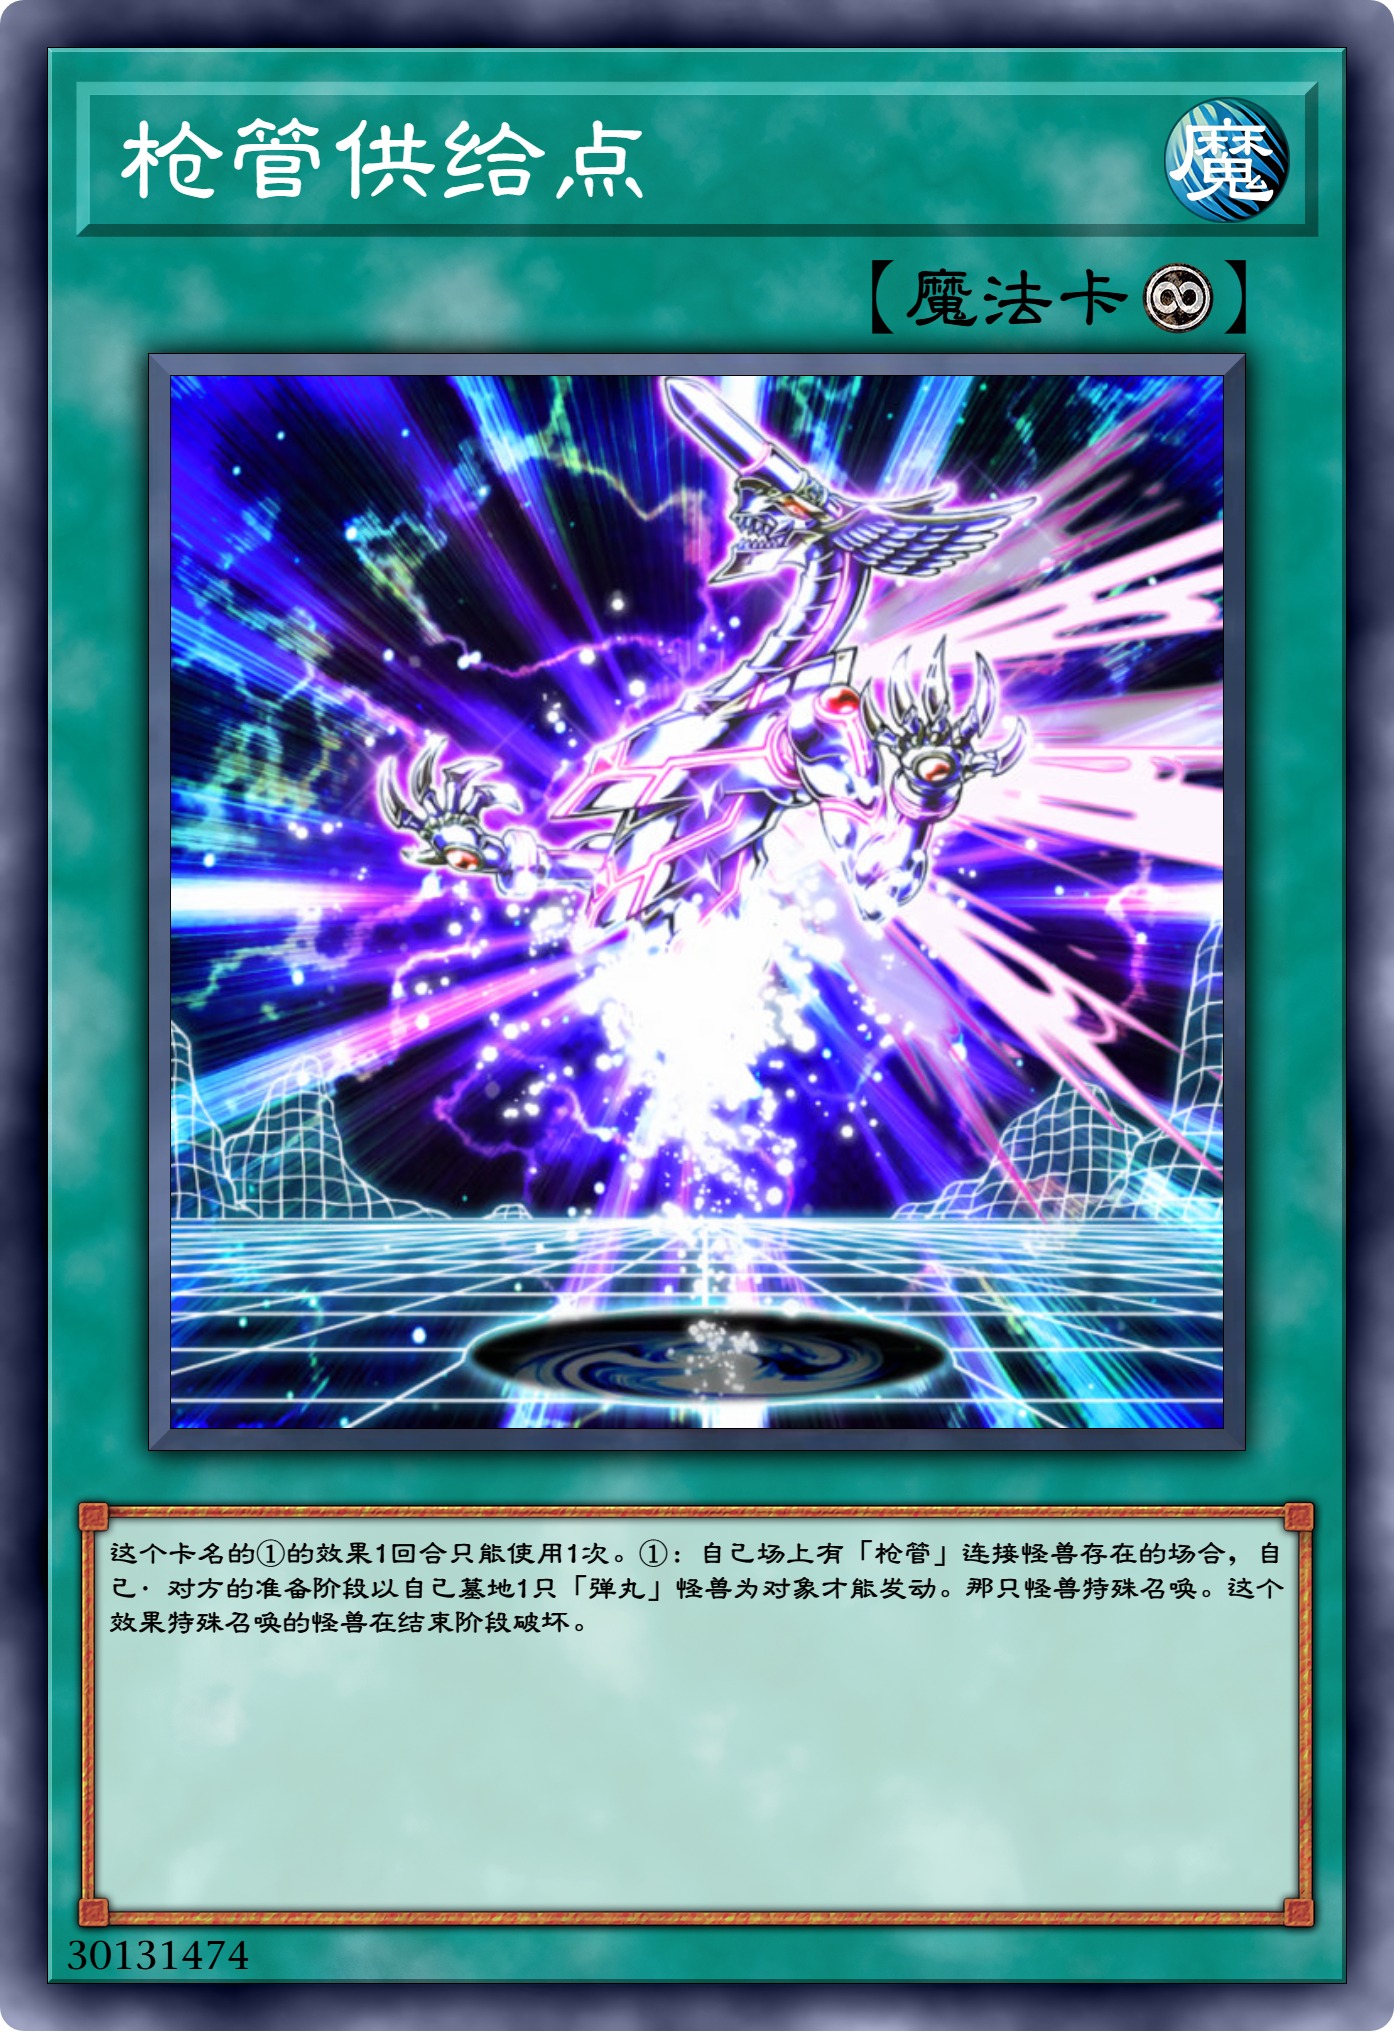 枪管供给点
魔
【魔法卡】
这个卡名的①的效果1回合只能使用1次。①：自己场上有「枪管」连接怪兽存在的场合，自
己·对方的准备阶段以自己墓地1只「弹丸」怪兽为对象才能发动。那只怪兽特殊召唤。这个
效果特殊召唤的怪兽在结束阶段破坏。
30131474